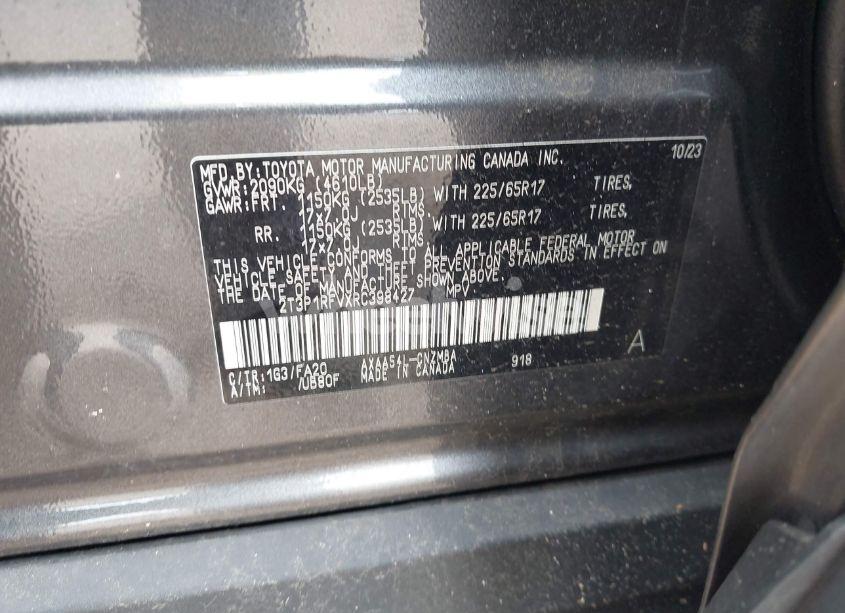 MFD. BY: TOYOTA MOTOR MANUFACTURING CANADA INC. 10/23
GVWR: 2090KG (4610LB)
GAWR: FRT. 1150KG (2535LB) WITH 225/65R17 TIRES,
17x7.0J RIMS,
RR. 1150KG (2535LB) WITH 225/65R17 TIRES,
17x7.0J RIMS.
THIS VEHICLE CONFORMS TO ALL APPLICABLE FEDERAL MOTOR
VEHICLE SAFETY AND THEFT PREVENTION STANDARDS IN EFFECT ON
THE DATE OF MANUFACTURE SHOWN ABOVE.
2T3P1RFVXRC398427 MPV
C/TR: 1G3/FA20 AXAA54L-CNZMBA 918 A
A/TM: /UB80F MADE IN CANADA